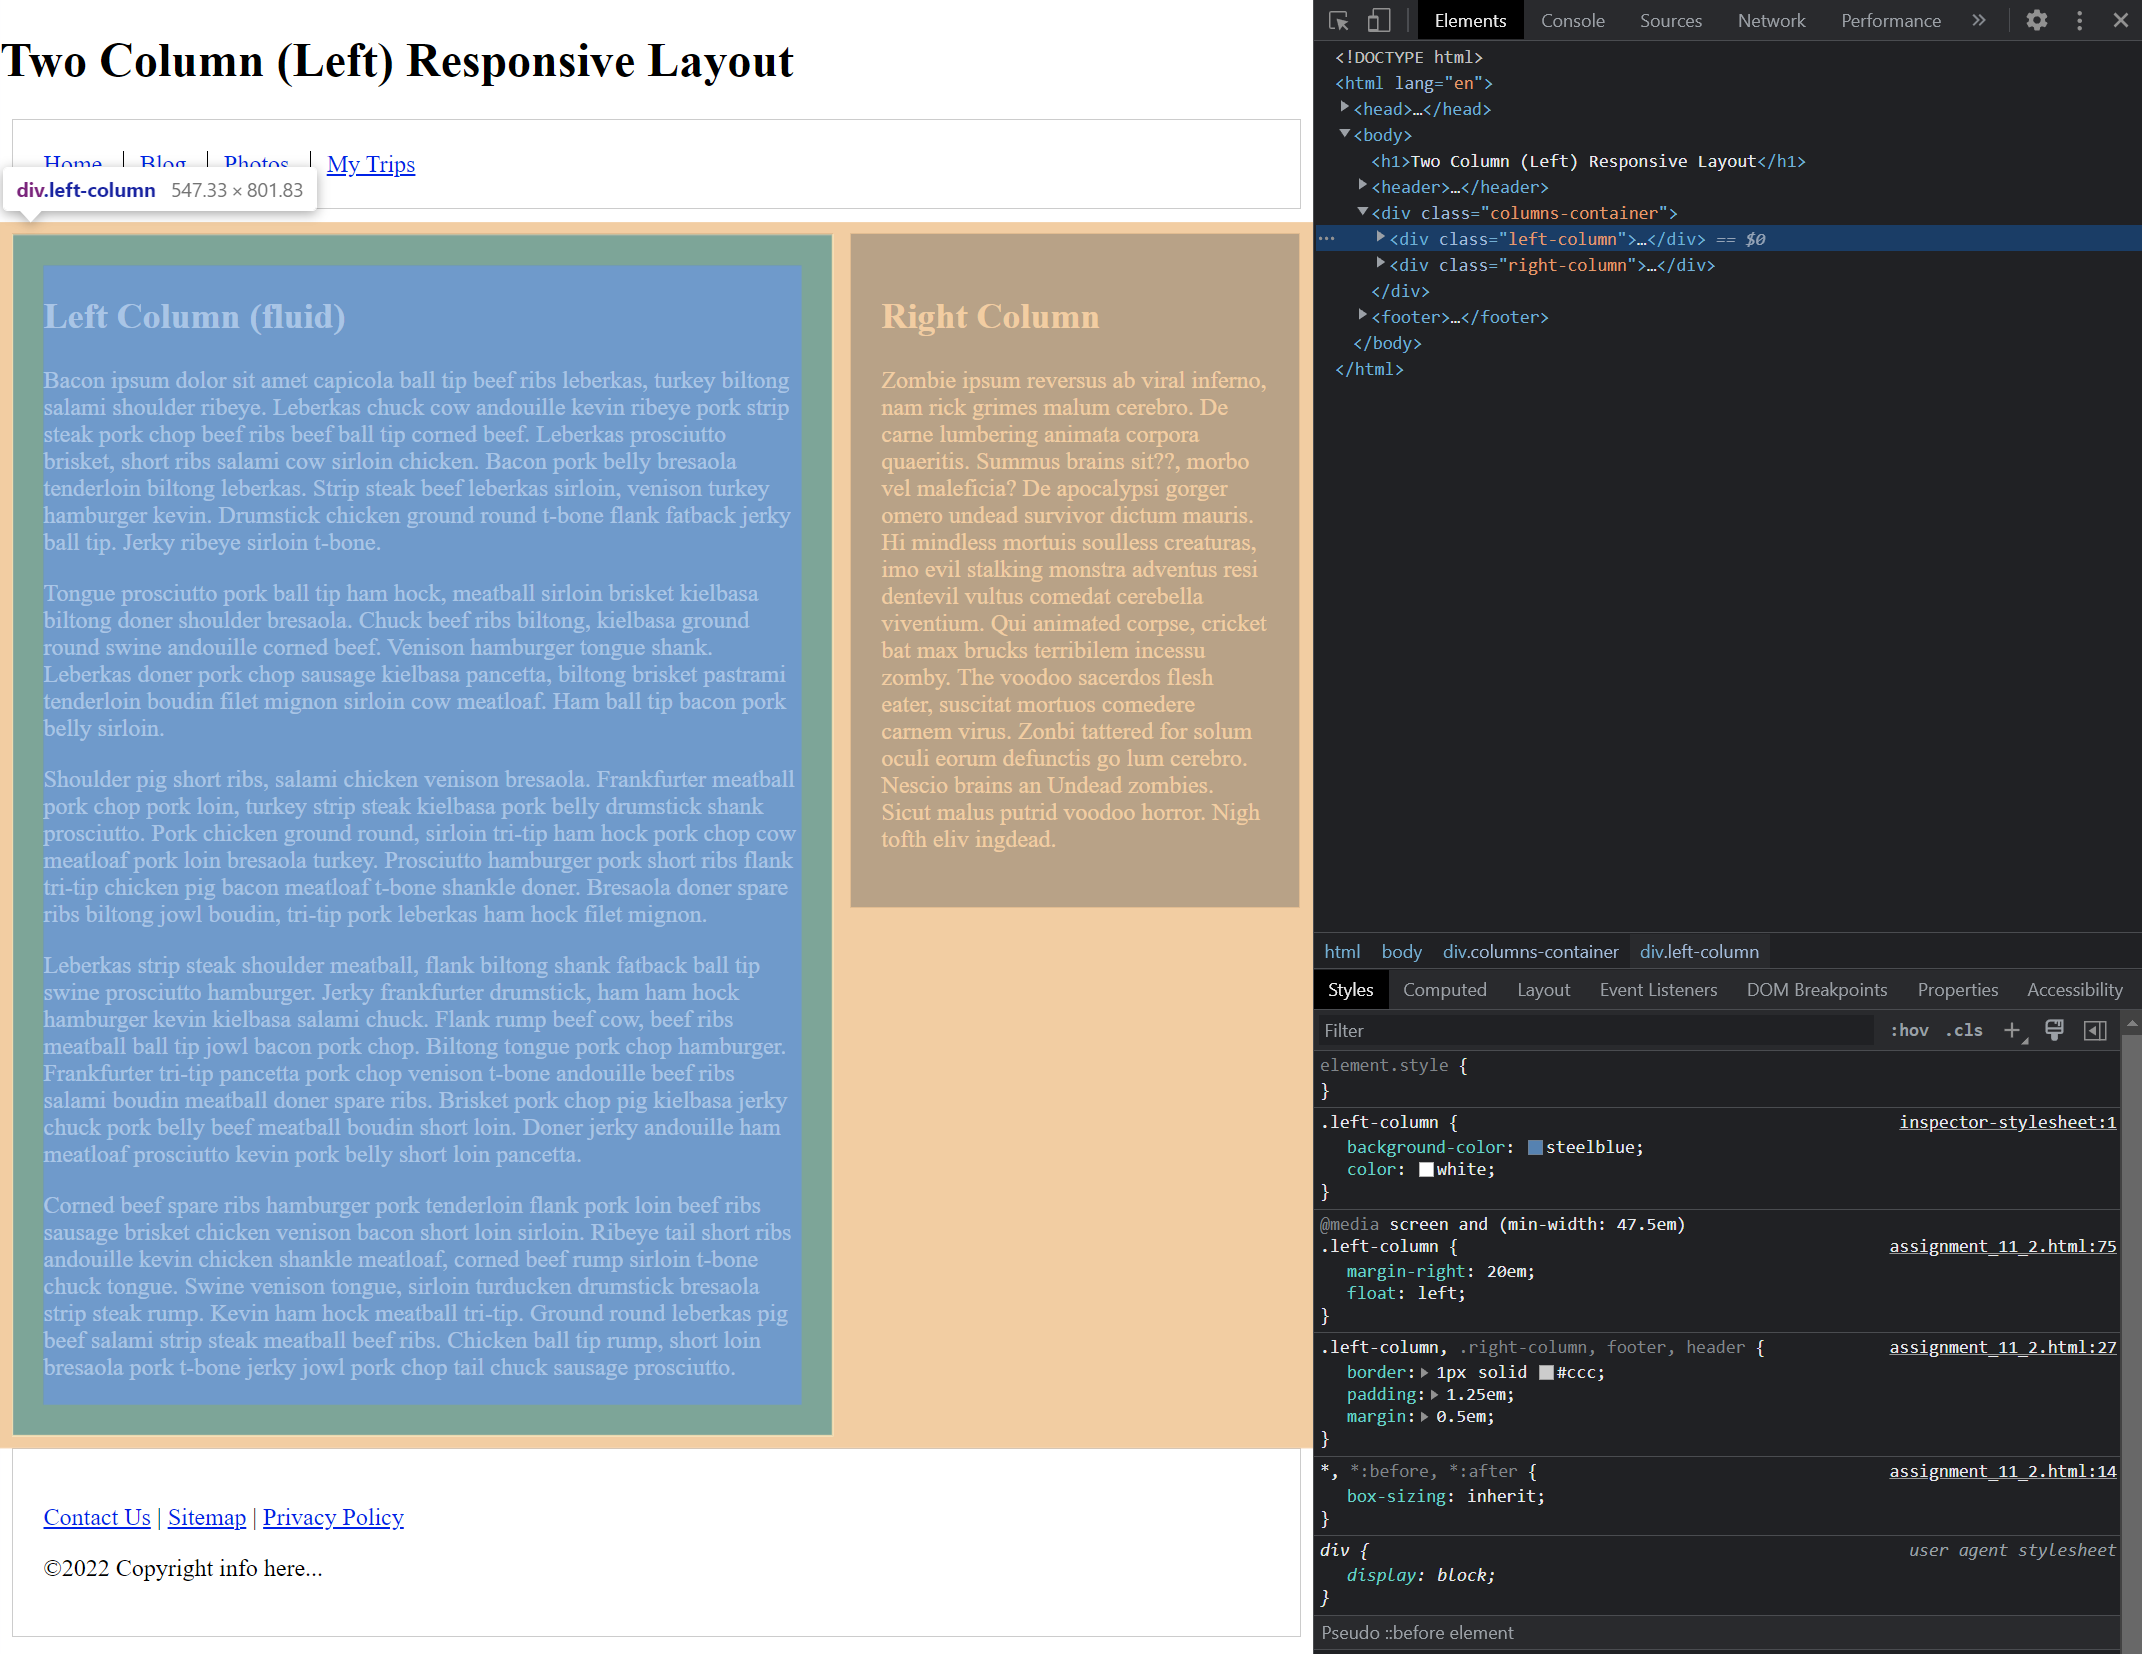 Two Column (Left) Responsive Layout
Home
Blog
Photos
My Trips
div.left-column 547.33 × 801.83
Left Column (fluid)
Bacon ipsum dolor sit amet capicola ball tip beef ribs leberkas, turkey biltong
salami shoulder ribeye. Leberkas chuck cow andouille kevin ribeye pork strip
steak pork chop beef ribs beef ball tip corned beef. Leberkas prosciutto
brisket, short ribs salami cow sirloin chicken. Bacon pork belly bresaola
tenderloin biltong leberkas. Strip steak beef leberkas sirloin, venison turkey
hamburger kevin. Drumstick chicken ground round t-bone flank fatback jerky
ball tip. Jerky ribeye sirloin t-bone.
Tongue prosciutto pork ball tip ham hock, meatball sirloin brisket kielbasa
biltong doner shoulder bresaola. Chuck beef ribs biltong, kielbasa ground
round swine andouille corned beef. Venison hamburger tongue shank.
Leberkas doner pork chop sausage kielbasa pancetta, biltong brisket pastrami
tenderloin boudin filet mignon sirloin cow meatloaf. Ham ball tip bacon pork
belly sirloin.
Shoulder pig short ribs, salami chicken venison bresaola. Frankfurter meatball
pork chop pork loin, turkey strip steak kielbasa pork belly drumstick shank
prosciutto. Pork chicken ground round, sirloin tri-tip ham hock pork chop cow
meatloaf pork loin bresaola turkey. Prosciutto hamburger pork short ribs flank
tri-tip chicken pig bacon meatloaf t-bone shankle doner. Bresaola doner spare
ribs biltong jowl boudin, tri-tip pork leberkas ham hock filet mignon.
Leberkas strip steak shoulder meatball, flank biltong shank fatback ball tip
swine prosciutto hamburger. Jerky frankfurter drumstick, ham ham hock
hamburger kevin kielbasa salami chuck. Flank rump beef cow, beef ribs
meatball ball tip jowl bacon pork chop. Biltong tongue pork chop hamburger.
Frankfurter tri-tip pancetta pork chop venison t-bone andouille beef ribs
salami boudin meatball doner spare ribs. Brisket pork chop pig kielbasa jerky
chuck pork belly beef meatball boudin short loin. Doner jerky andouille ham
meatloaf prosciutto kevin pork belly short loin pancetta.
Corned beef spare ribs hamburger pork tenderloin flank pork loin beef ribs
sausage brisket chicken venison bacon short loin sirloin. Ribeye tail short ribs
andouille kevin chicken shankle meatloaf, corned beef rump sirloin t-bone
chuck tongue. Swine venison tongue, sirloin turducken drumstick bresaola
strip steak rump. Kevin ham hock meatball tri-tip. Ground round leberkas pig
beef salami strip steak meatball beef ribs. Chicken ball tip rump, short loin
bresaola pork t-bone jerky jowl pork chop tail chuck sausage prosciutto.
Right Column
Zombie ipsum reversus ab viral inferno,
nam rick grimes malum cerebro. De
carne lumbering animata corpora
quaeritis. Summus brains sit??, morbo
vel maleficia? De apocalypsi gorger
omero undead survivor dictum mauris.
Hi mindless mortuis soulless creaturas,
imo evil stalking monstra adventus resi
dentevil vultus comedat cerebella
viventium. Qui animated corpse, cricket
bat max brucks terribilem incessu
zomby. The voodoo sacerdos flesh
eater, suscitat mortuos comedere
carnem virus. Zonbi tattered for solum
oculi eorum defunctis go lum cerebro.
Nescio brains an Undead zombies.
Sicut malus putrid voodoo horror. Nigh
tofth eliv ingdead.
Contact Us | Sitemap | Privacy Policy
©2022 Copyright info here...
Elements Console Sources Network Performance »
<!DOCTYPE html>
<html lang="en">
<head>…</head>
<body>
<h1>Two Column (Left) Responsive Layout</h1>
<header>…</header>
<div class="columns-container">
<div class="left-column">…</div> == $0
<div class="right-column">…</div>
</div>
<footer>…</footer>
</body>
</html>
html body div.columns-container div.left-column
Styles Computed Layout Event Listeners DOM Breakpoints Properties Accessibility
Filter :hov .cls +
element.style {
}
.left-column { inspector-stylesheet:1
background-color: steelblue;
color: white;
}
@media screen and (min-width: 47.5em)
.left-column { assignment_11_2.html:75
margin-right: 20em;
float: left;
}
.left-column, .right-column, footer, header { assignment_11_2.html:27
border: 1px solid #ccc;
padding: 1.25em;
margin: 0.5em;
}
*, *:before, *:after { assignment_11_2.html:14
box-sizing: inherit;
}
div { user agent stylesheet
display: block;
}
Pseudo ::before element